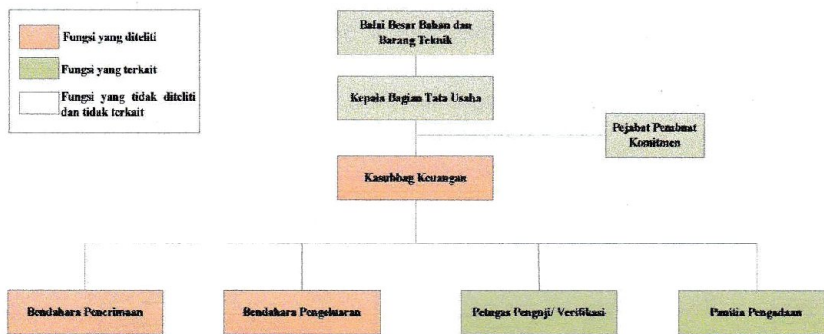 Fungsi yang diteliti
Fungsi yang terkait
Fungsi yang tidak diteliti
dan tidak terkait
Balai Besar Bahan dan
Barang Teknik
Kepala Bagian Tata Usaha
Pejabat Pembuat
Komitmen
Kasubbag Keuangan
Bendahara Penerimaan
Bendahara Pengeluaran
Petugas Penguji/ Verifikasi
Panitia Pengadaan